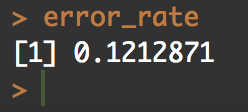 > error_rate
[1] 0.1212871
>